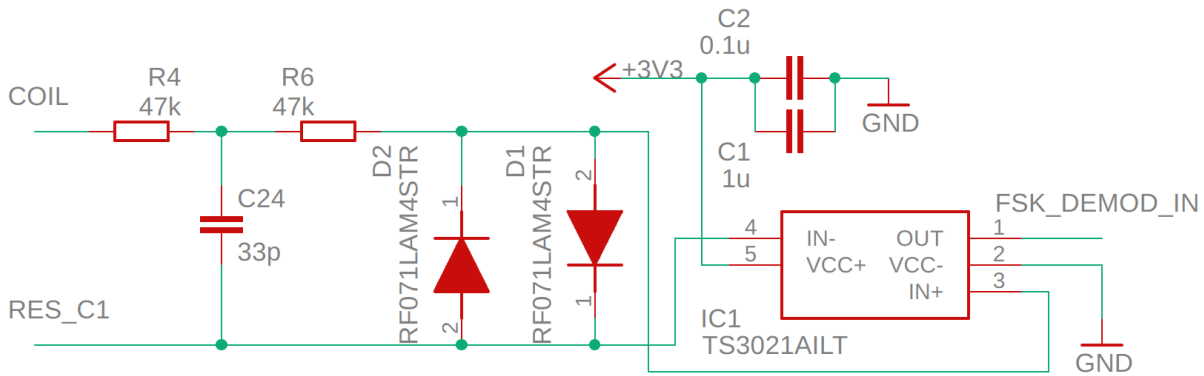 C2
0.1u
R4
47k
R6
47k
+3V3
COIL
GND
C1
1u
D2
RF071LAM4STR
D1
RF071LAM4STR
2
1
C24
33p
FSK_DEMOD_IN
4
IN-
OUT
1
5
VCC+
VCC-
2
IN+
3
2
1
RES_C1
IC1
TS3021AILT
GND